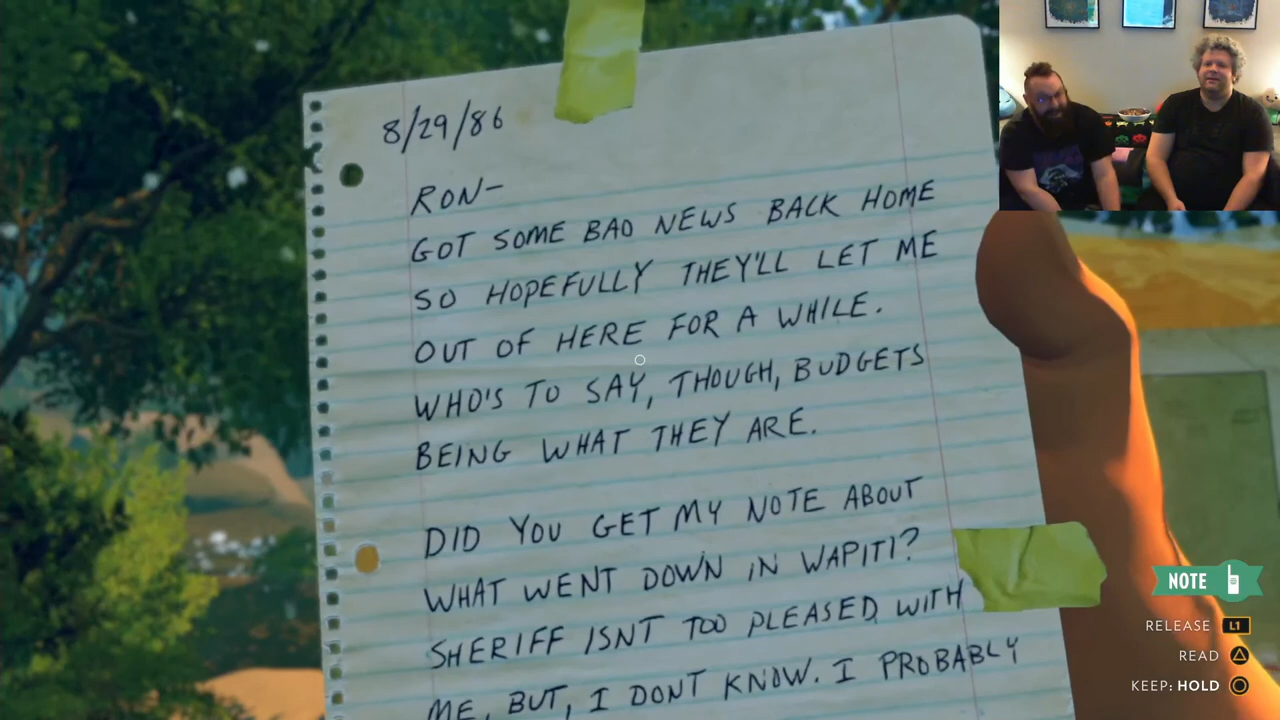 8/29/86
RON-
GOT SOME BAD NEWS BACK HOME
SO HOPEFULLY THEY'LL LET ME
OUT OF HERE FOR A WHILE.
WHO'S TO SAY, THOUGH, BUDGETS
BEING WHAT THEY ARE.
DID YOU GET MY NOTE ABOUT
WHAT WENT DOWN IN WAPITI?
SHERIFF ISNT TOO PLEASED WITH
ME, BUT, I DONT KNOW. I PROBABLY
NOTE
RELEASE L1
READ
KEEP: HOLD